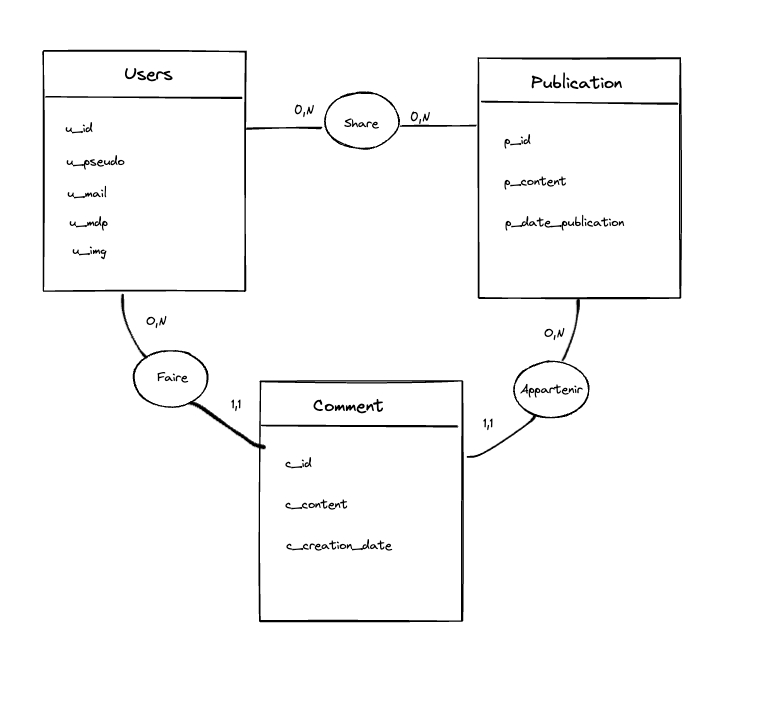 Users
u_id
u_pseudo
u_mail
u_mdp
u_img
0,N
Share
0,N
Publication
p_id
p_content
p_date_publication
0,N
Faire
1,1
0,N
Appartenir
1,1
Comment
c_id
c_content
c_creation_date